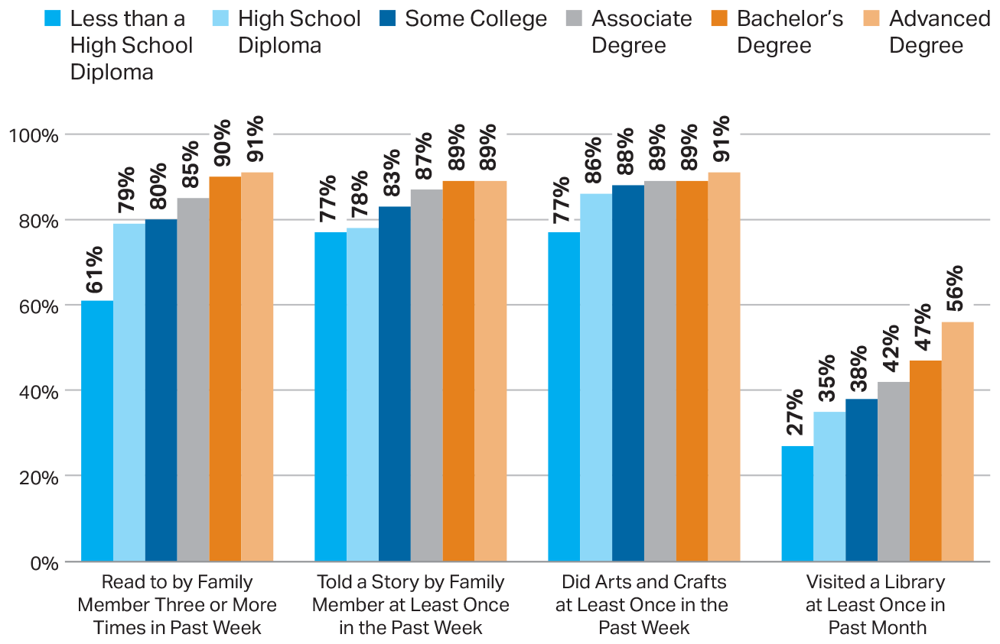 Less than a
High School
Diploma
High School
Diploma
Some College
Associate
Degree
Bachelor's
Degree
Advanced
Degree
100%
80%
60%
40%
20%
0%
61%
79%
80%
85%
90%
91%
77%
78%
83%
87%
89%
89%
77%
86%
88%
89%
89%
91%
27%
35%
38%
42%
47%
56%
Read to by Family
Member Three or More
Times in Past Week
Told a Story by Family
Member at Least Once
in the Past Week
Did Arts and Crafts
at Least Once in the
Past Week
Visited a Library
at Least Once in
Past Month